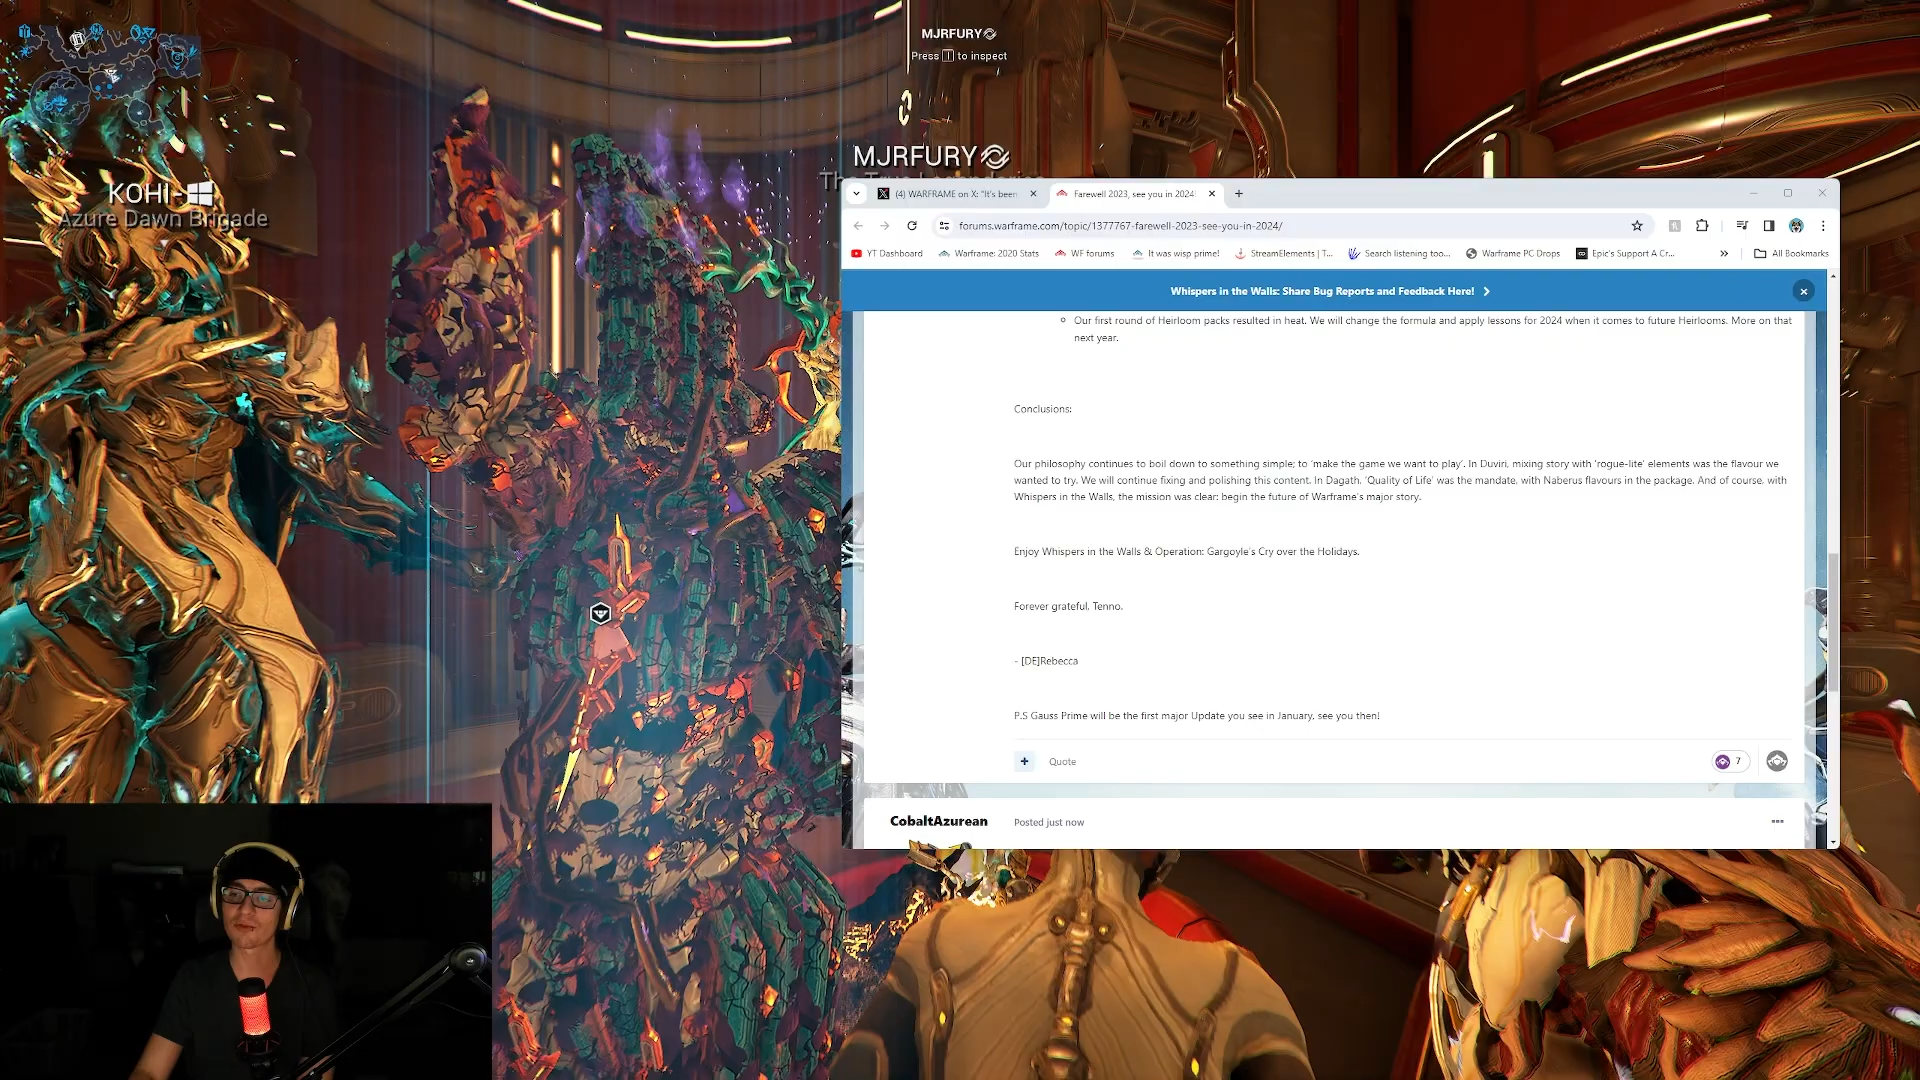 MJRFURY
Press I to inspect
KOHI-
Azure Dawn Brigade
MJRFURY
(4) WARFRAME on X: "It's been
Farewell 2023, see you in 2024
forums.warframe.com/topic/1377767-farewell-2023-see-you-in-2024/
YT Dashboard
Warframe: 2020 Stats
WF forums
It was wisp prime!
StreamElements | T...
Search listening too...
Warframe PC Drops
Epic's Support A Cr...
»
All Bookmarks
Whispers in the Walls: Share Bug Reports and Feedback Here!
Our first round of Heirloom packs resulted in heat. We will change the formula and apply lessons for 2024 when it comes to future Heirlooms. More on that
next year.
Conclusions:
Our philosophy continues to boil down to something simple; to 'make the game we want to play'. In Duviri, mixing story with 'rogue-lite' elements was the flavour we
wanted to try. We will continue fixing and polishing this content. In Dagath, 'Quality of Life' was the mandate, with Naberus flavours in the package. And of course, with
Whispers in the Walls, the mission was clear: begin the future of Warframe's major story.
Enjoy Whispers in the Walls & Operation: Gargoyle's Cry over the Holidays.
Forever grateful, Tenno.
- [DE]Rebecca
P.S Gauss Prime will be the first major Update you see in January, see you then!
+
Quote
7
CobaltAzurean
Posted just now